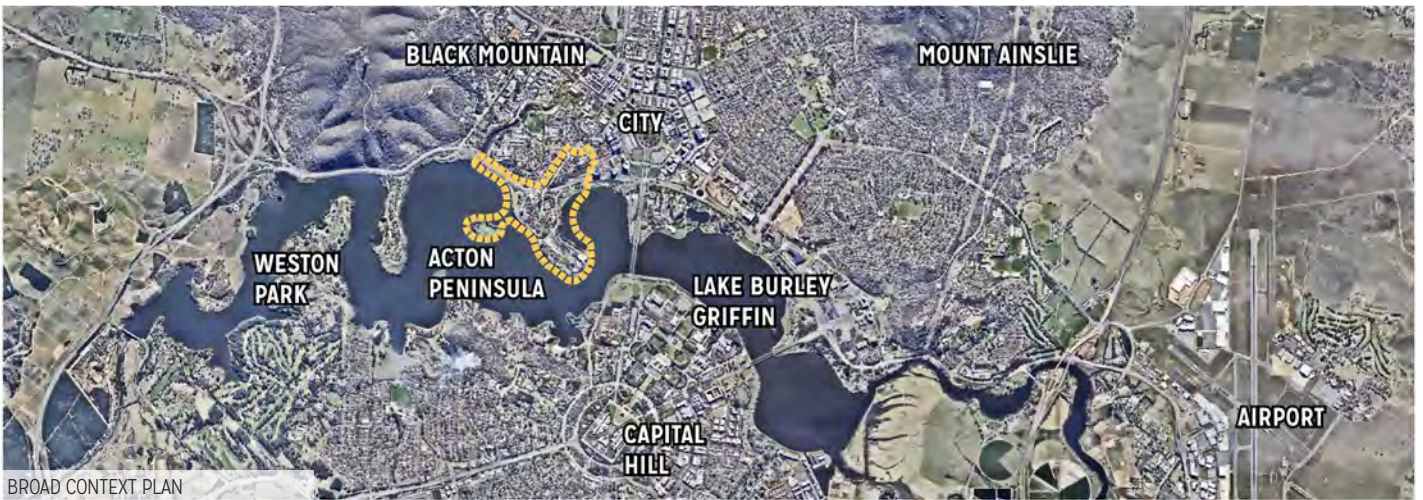 BLACK MOUNTAIN
MOUNT AINSLIE
CITY
WESTON
PARK
ACTON
PENINSULA
LAKE BURLEY
GRIFFIN
CAPITAL
HILL
AIRPORT
BROAD CONTEXT PLAN